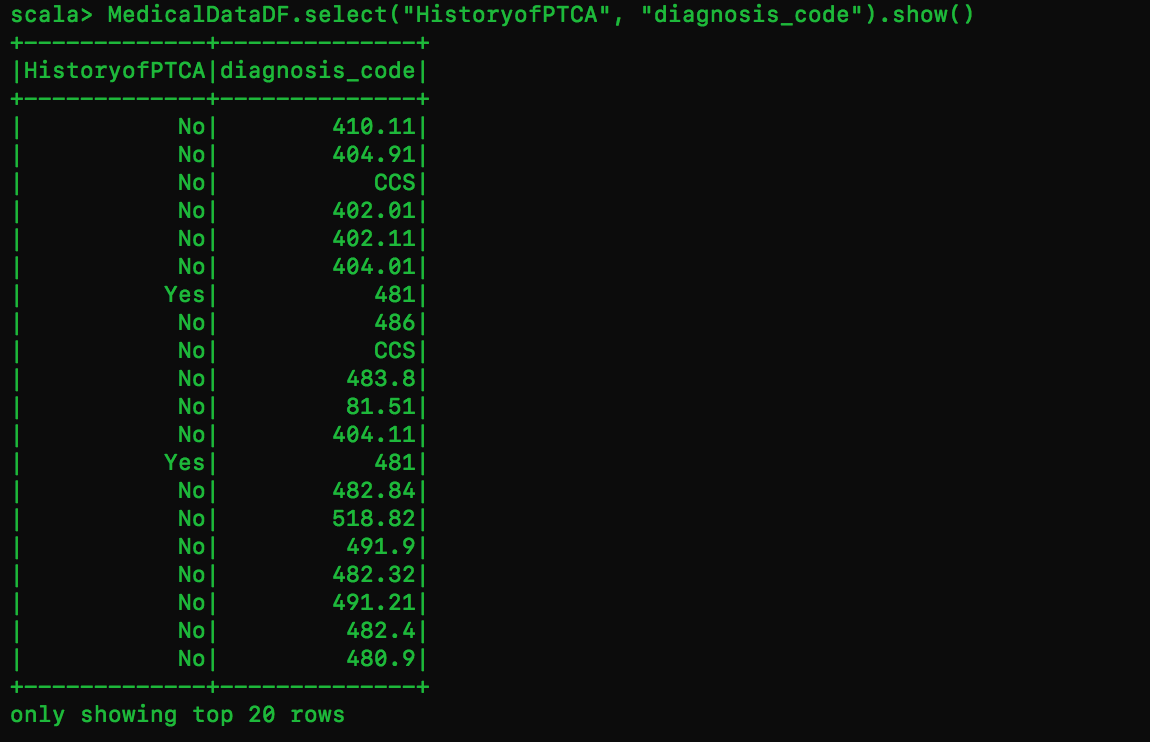 scala> MedicalDataDF.select("HistoryofPTCA", "diagnosis_code").show()
+--------------+--------------+
|HistoryofPTCA|diagnosis_code|
+--------------+--------------+
|           No|        410.11|
|           No|        404.91|
|           No|           CCS|
|           No|        402.01|
|           No|        402.11|
|           No|        404.01|
|          Yes|           481|
|           No|           486|
|           No|           CCS|
|           No|         483.8|
|           No|         81.51|
|           No|        404.11|
|          Yes|           481|
|           No|        482.84|
|           No|        518.82|
|           No|         491.9|
|           No|        482.32|
|           No|        491.21|
|           No|         482.4|
|           No|         480.9|
+--------------+--------------+
only showing top 20 rows